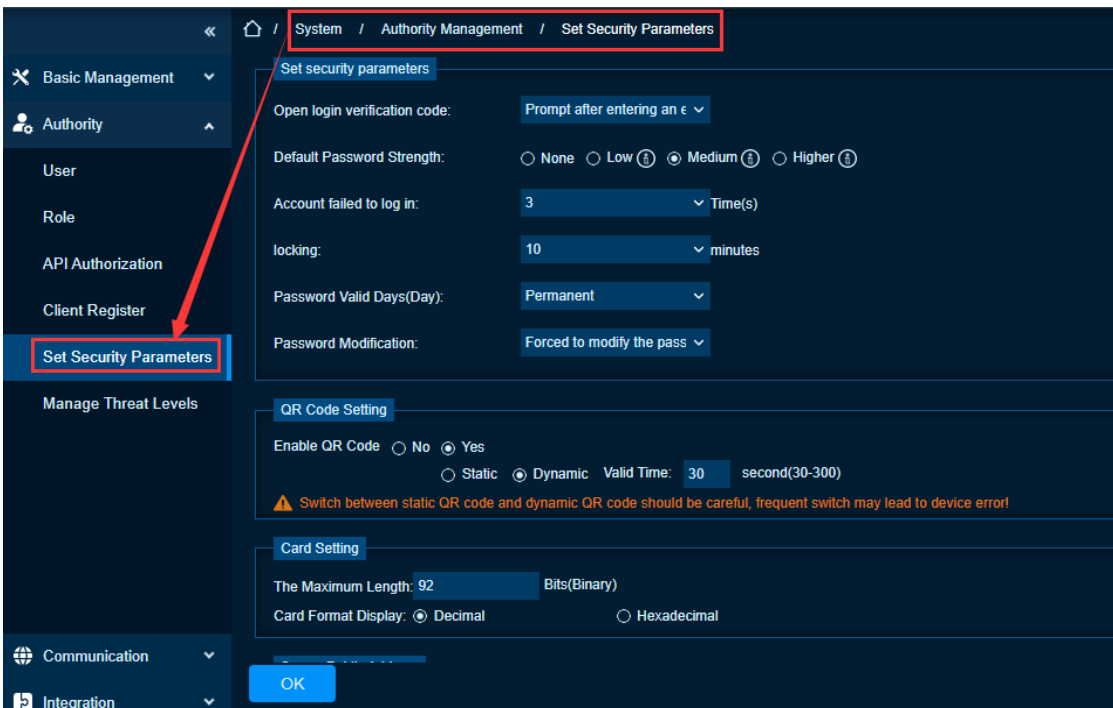 / System / Authority Management / Set Security Parameters
Basic Management
Authority
User
Role
API Authorization
Client Register
Set Security Parameters
Manage Threat Levels
Communication
Integration
Set security parameters
Open login verification code: Prompt after entering an e
Default Password Strength: None Low Medium Higher
Account failed to log in: 3 Time(s)
locking: 10 minutes
Password Valid Days(Day): Permanent
Password Modification: Forced to modify the pass
QR Code Setting
Enable QR Code No Yes
Static Dynamic Valid Time: 30 second(30-300)
Switch between static QR code and dynamic QR code should be careful, frequent switch may lead to device error!
Card Setting
The Maximum Length: 92 Bits(Binary)
Card Format Display: Decimal Hexadecimal
OK